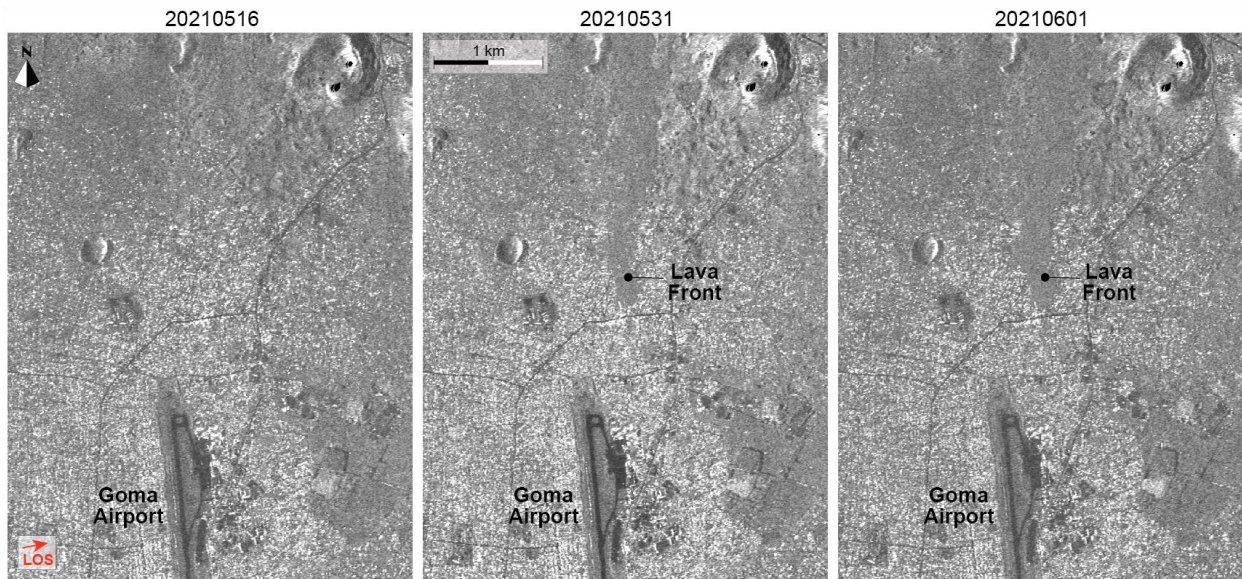 20210516
20210531
20210601
N
1 km
Lava
Front
Lava
Front
Goma
Airport
Goma
Airport
Goma
Airport
LOS